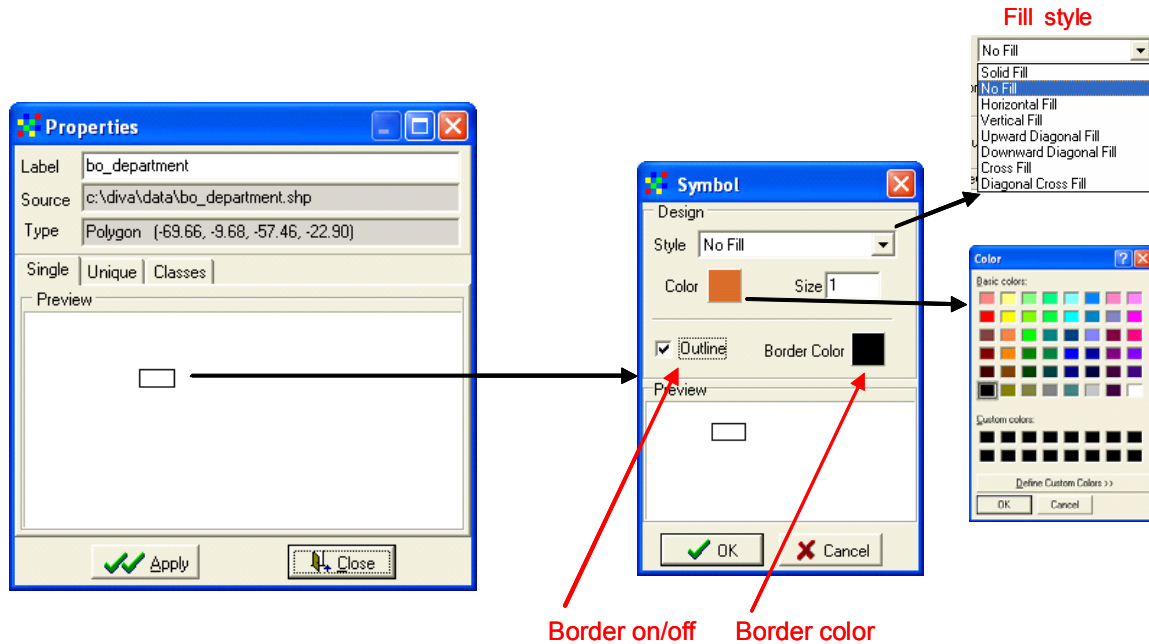 Fill style
No Fill
Solid Fill
No Fill
Horizontal Fill
Vertical Fill
Upward Diagonal Fill
Downward Diagonal Fill
Cross Fill
Diagonal Cross Fill
Properties
Label bo_department
Source c:\diva\data\bo_department.shp
Type Polygon (-69.66, -9.68, -57.46, -22.90)
Single Unique Classes
Preview
Apply Close
Symbol
Design
Style No Fill
Color Size 1
Outline Border Color
Preview
OK Cancel
Color
Basic colors:
Custom colors:
Define Custom Colors >>
OK Cancel
Border on/off Border color